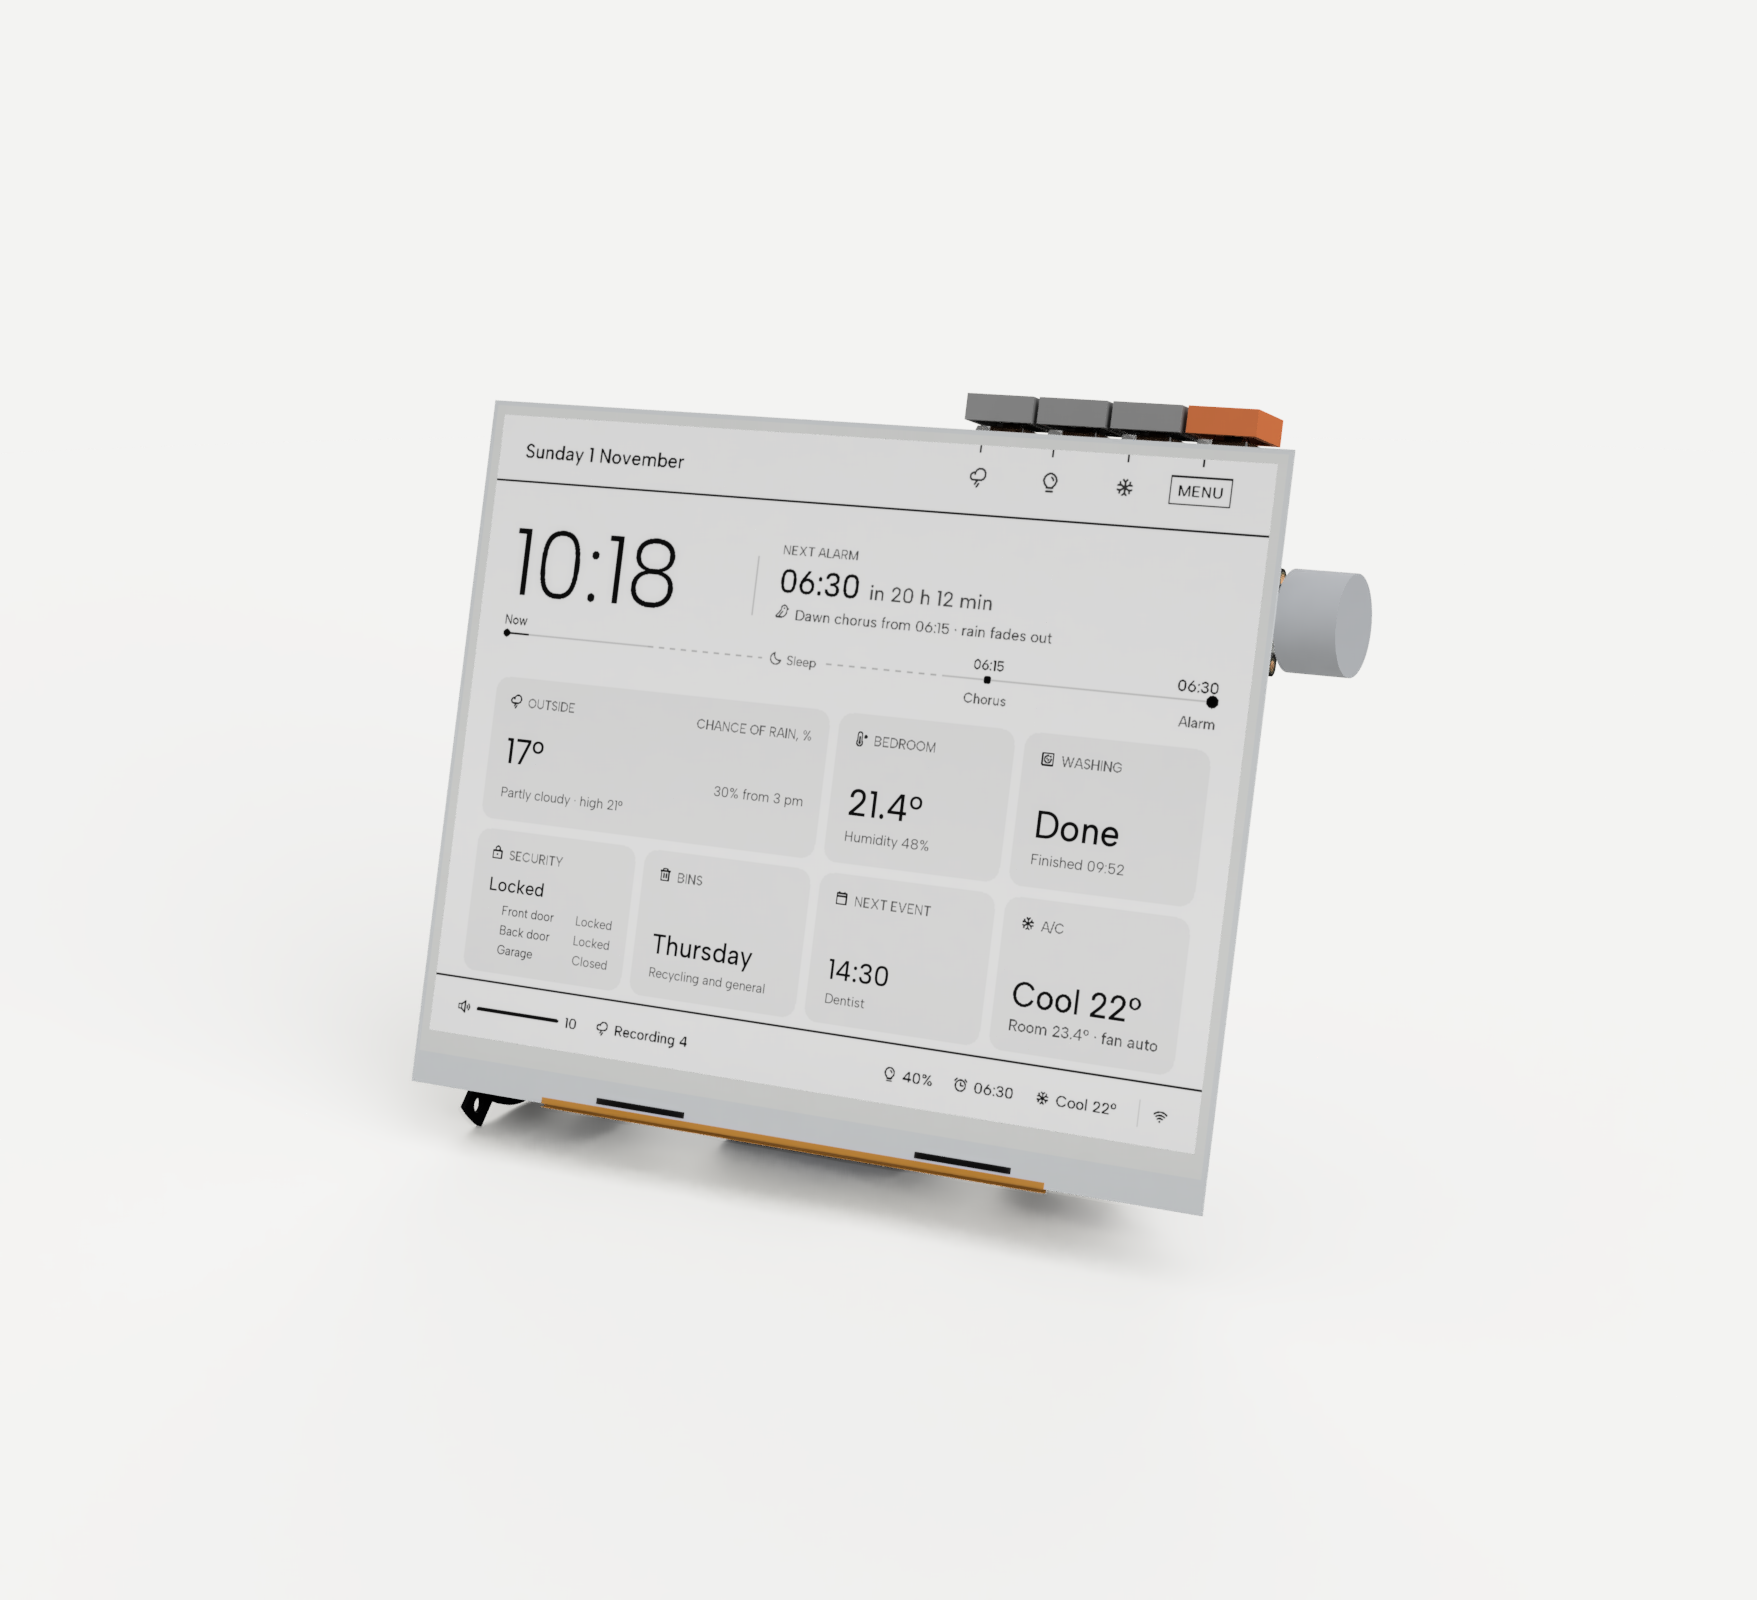 Sunday 1 November
MENU
10:18
NEXT ALARM
06:30 in 20 h 12 min
Dawn chorus from 06:15 · rain fades out
Now
Sleep
06:15
Chorus
06:30
Alarm
OUTSIDE
CHANCE OF RAIN, %
17°
Partly cloudy · high 21°
30% from 3 pm
BEDROOM
21.4°
Humidity 48%
WASHING
Done
Finished 09:52
SECURITY
Locked
Front door Locked
Back door Locked
Garage Closed
BINS
Thursday
Recycling and general
NEXT EVENT
14:30
Dentist
A/C
Cool 22°
Room 23.4° · fan auto
10
Recording 4
40%
06:30
Cool 22°